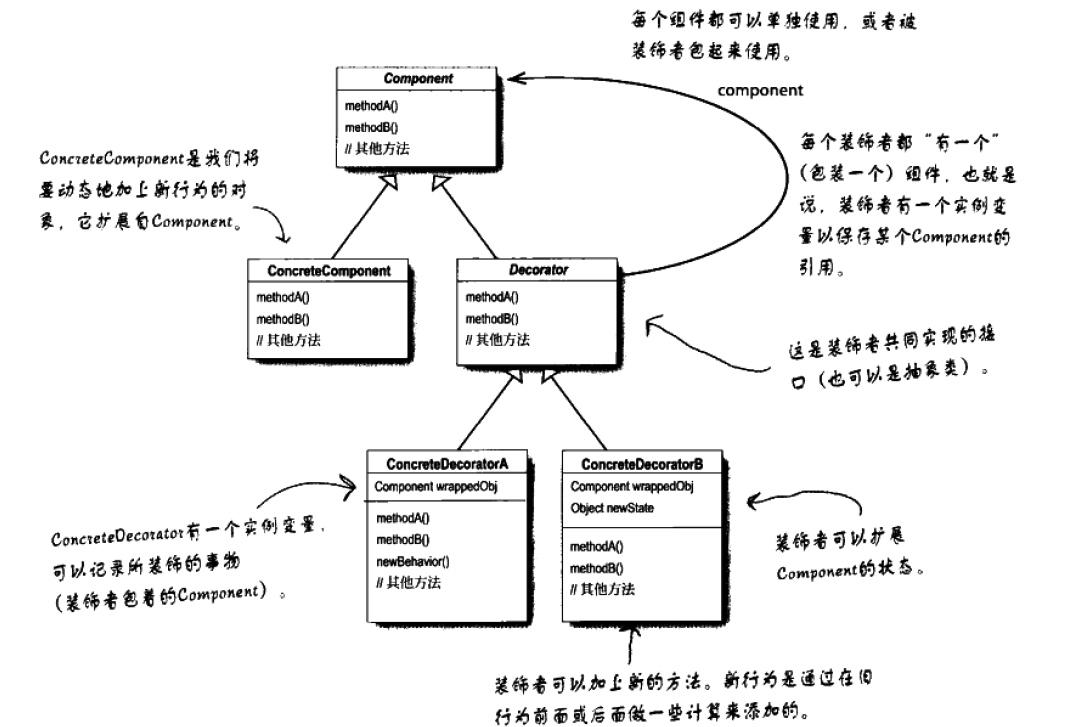 每个组件都可以单独使用，或者被
装饰者包起来使用。
Component
methodA()
methodB()
// 其他方法
component
ConcreteComponent是我们将
要动态地加上新行为的对
象，它扩展自Component。
每个装饰者都“有一个”
（包装一个）组件，也就是
说，装饰者有一个实例变
量以保存某个Component的
引用。
ConcreteComponent
methodA()
methodB()
// 其他方法
Decorator
methodA()
methodB()
// 其他方法
这是装饰者共同实现的接
口（也可以是抽象类）。
ConcreteDecoratorA
Component wrappedObj
methodA()
methodB()
newBehavior()
// 其他方法
ConcreteDecoratorB
Component wrappedObj
Object newState
methodA()
methodB()
// 其他方法
ConcreteDecorator有一个实例变量，
可以记录所装饰的事物
（装饰者包着的Component）。
装饰者可以扩展
Component的状态。
装饰者可以加上新的方法。新行为是通过在旧
行为前面或后面做一些计算来添加的。